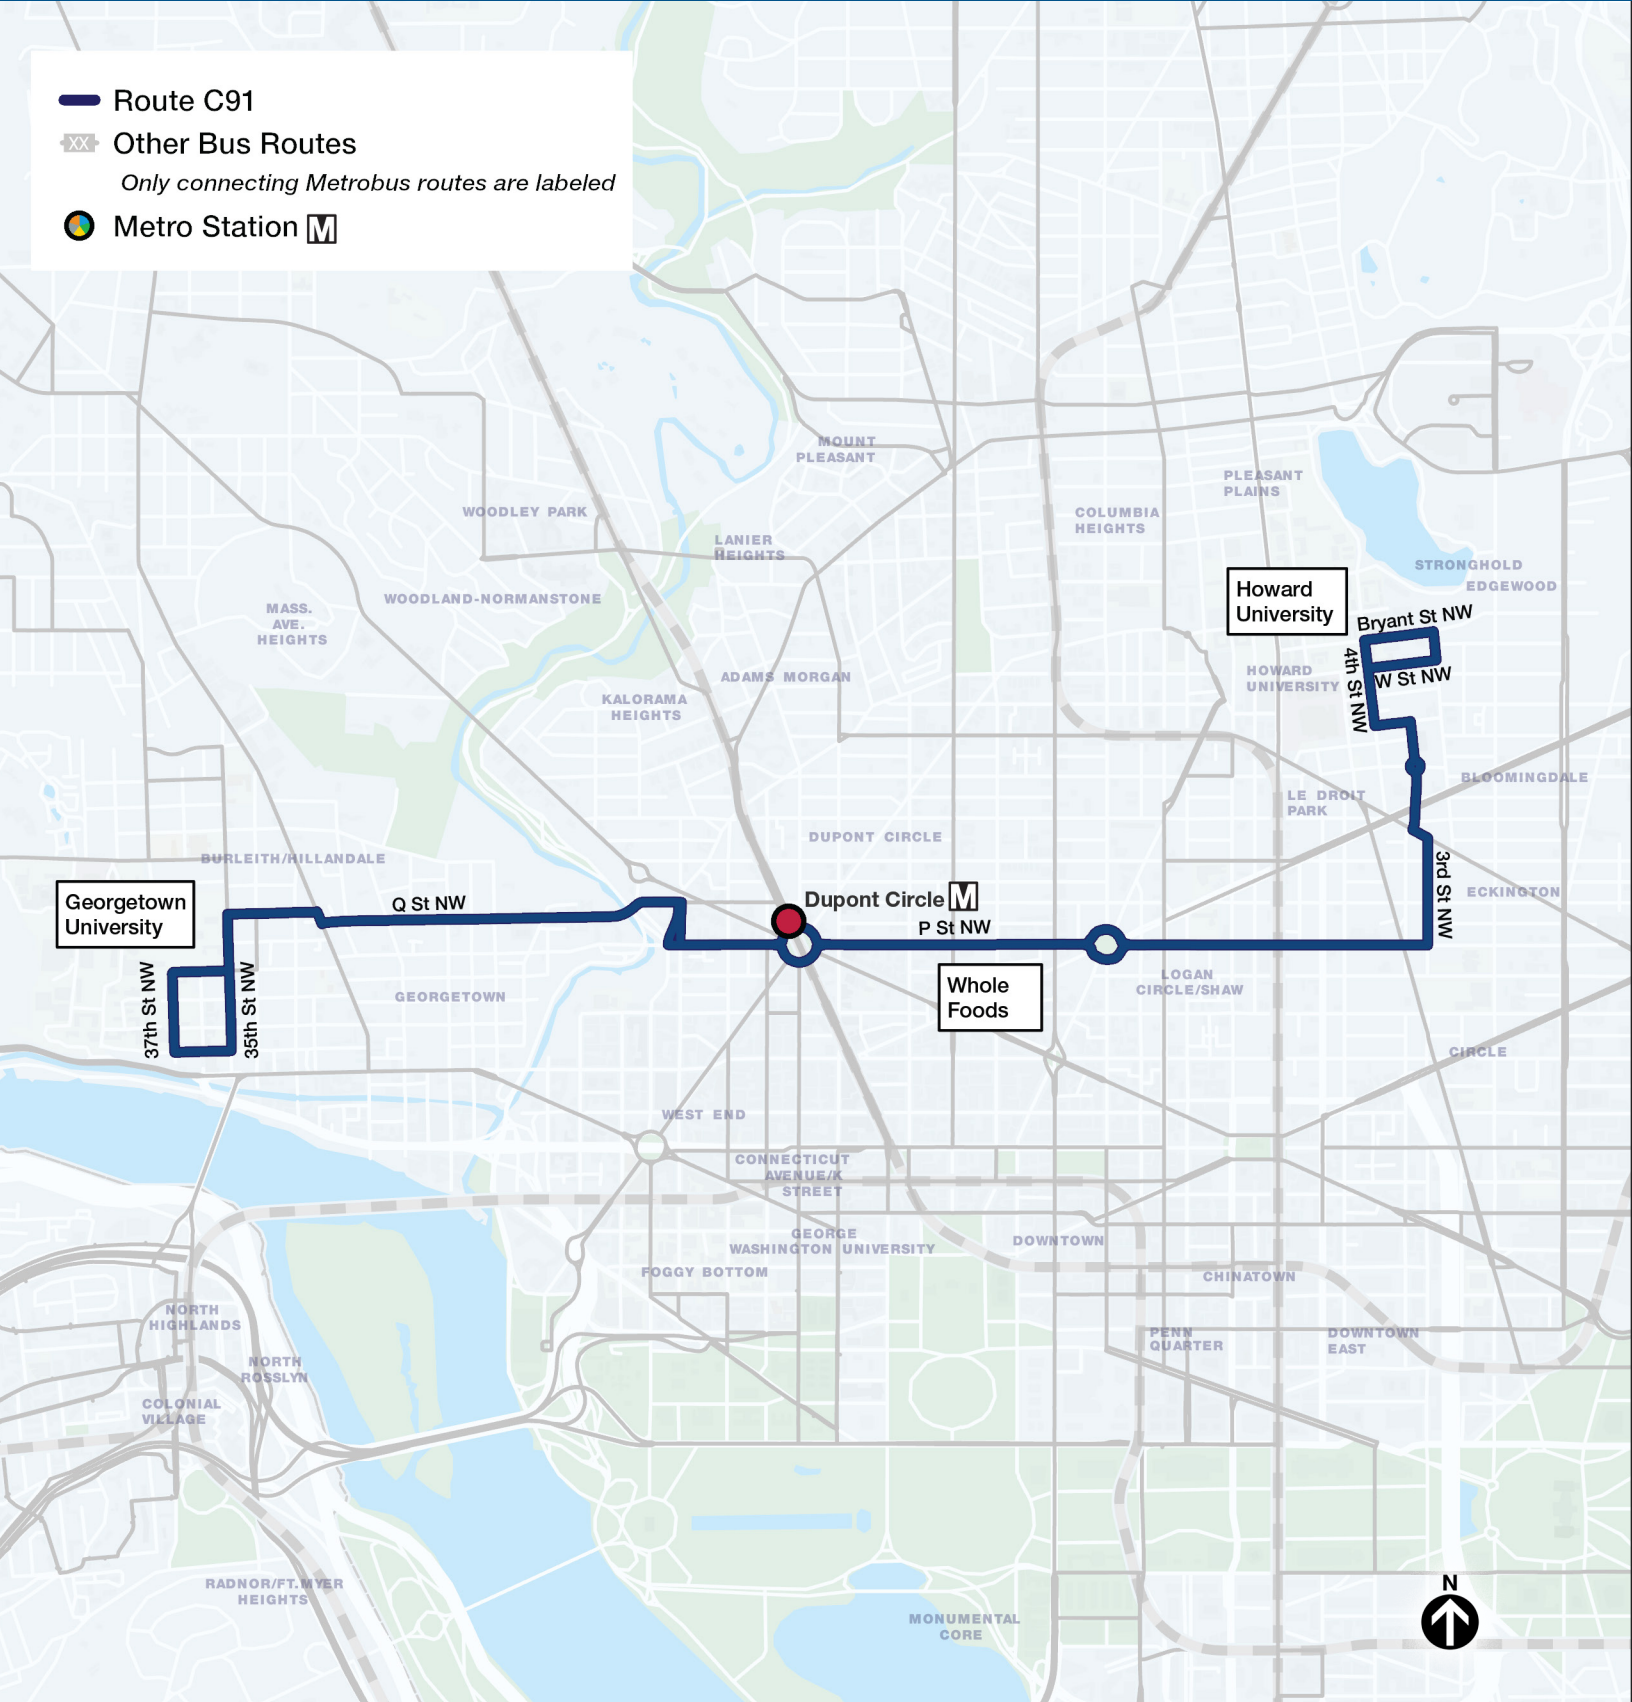 Route C91
XX
Other Bus Routes
Only connecting Metrobus routes are labeled
Metro Station M
MOUNT
PLEASANT
PLEASANT
PLAINS
WOODLEY PARK
COLUMBIA
HEIGHTS
LANIER
HEIGHTS
STRONGHOLD
EDGEWOOD
Howard
University
WOODLAND-NORMANSTONE
MASS.
AVE.
HEIGHTS
Bryant St NW
4th St NW
W St NW
HOWARD
UNIVERSITY
ADAMS MORGAN
KALORAMA
HEIGHTS
BLOOMINGDALE
LE DROIT
PARK
DUPONT CIRCLE
BURLEITH/HILLANDALE
3rd St NW
ECKINGTON
Georgetown
University
Q St NW
Dupont Circle M
P St NW
37th St NW
35th St NW
GEORGETOWN
Whole
Foods
LOGAN
CIRCLE/SHAW
CIRCLE
WEST END
CONNECTICUT
AVENUE/K
STREET
GEORGE
WASHINGTON UNIVERSITY
DOWNTOWN
FOGGY BOTTOM
CHINATOWN
NORTH
HIGHLANDS
PENN
QUARTER
DOWNTOWN
EAST
NORTH
ROSSLYN
COLONIAL
VILLAGE
RADNOR/FT.MYER
HEIGHTS
MONUMENTAL
CORE
N